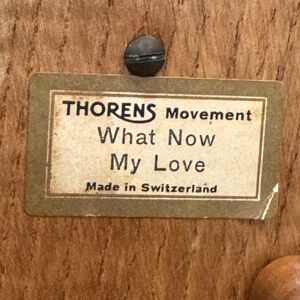 THORENS Movement
What Now
My Love
Made in Switzerland